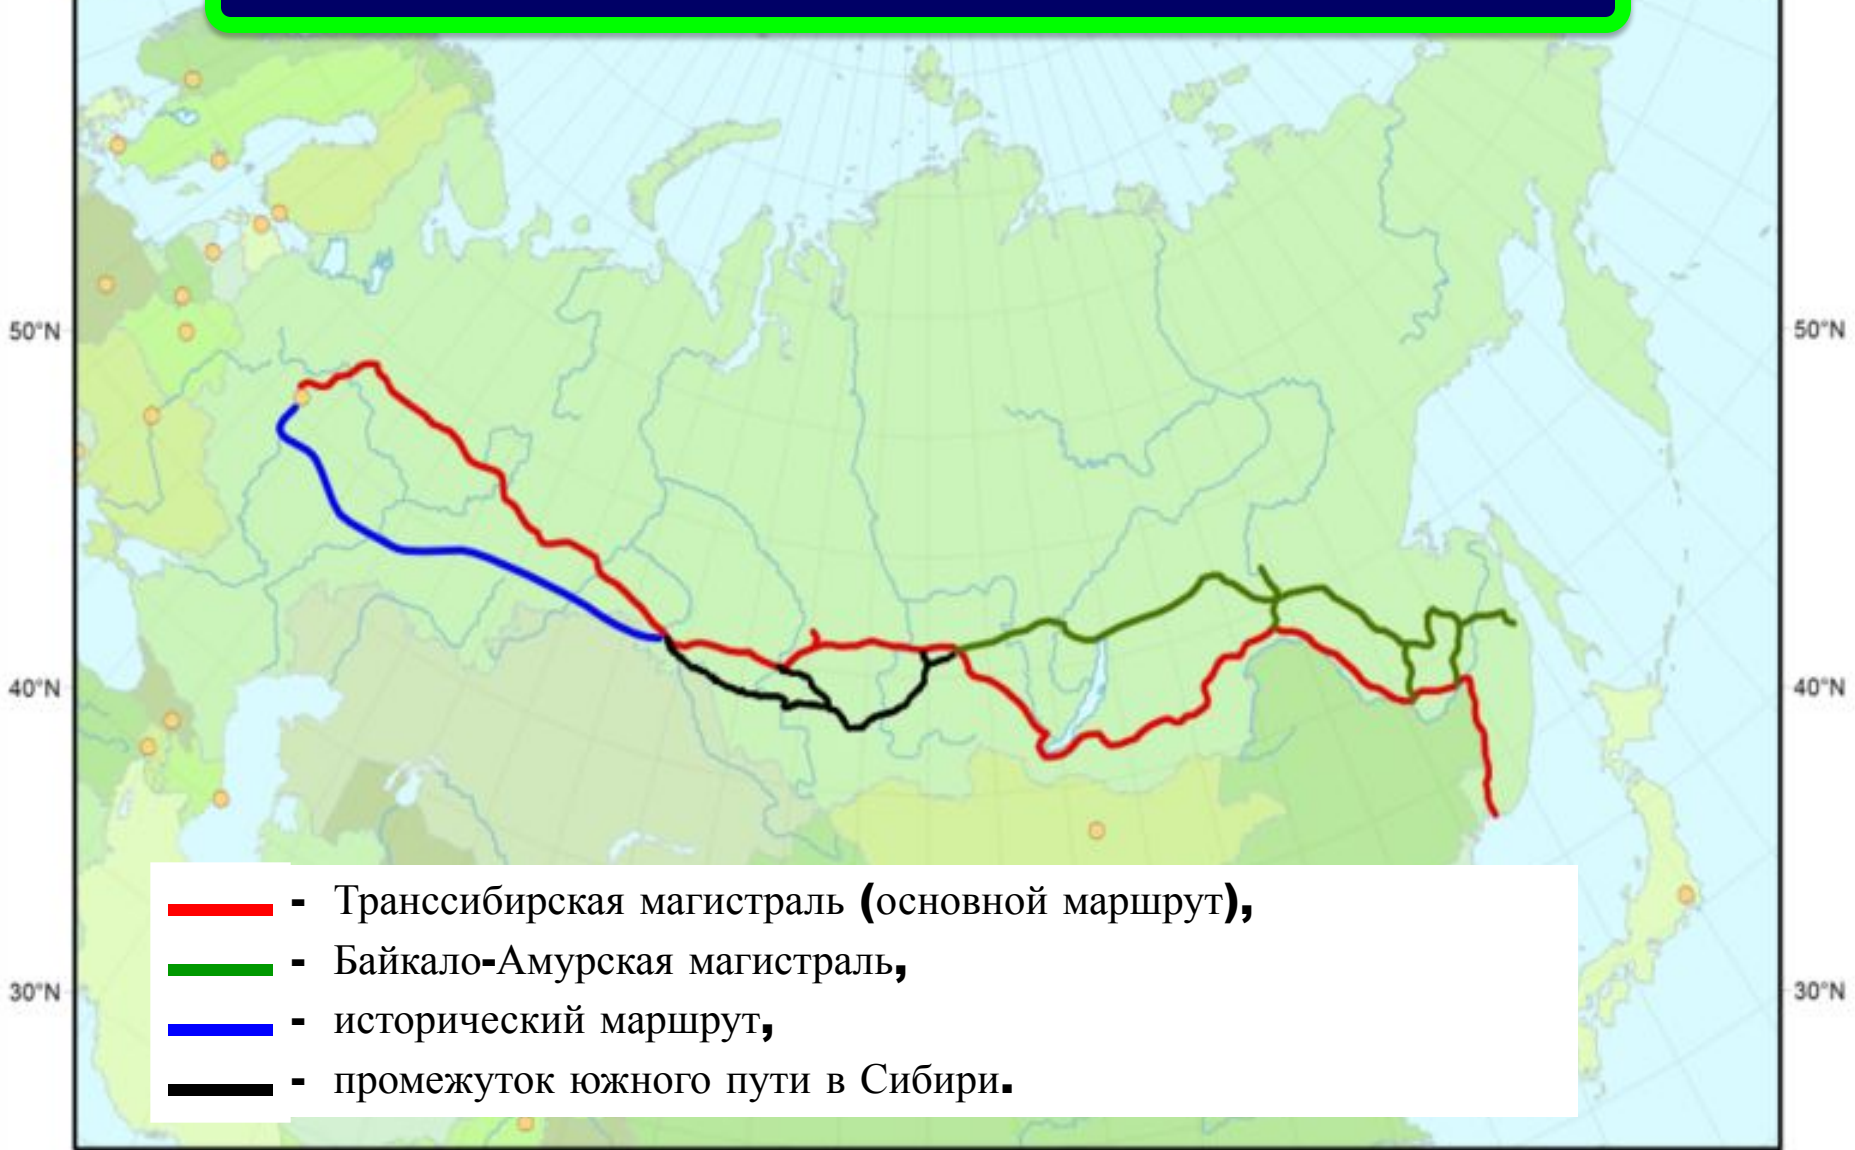 50°N
50°N
40°N
40°N
- Транссибирская магистраль (основной маршрут),
- Байкало-Амурская магистраль,
30°N
30°N
- исторический маршрут,
- промежуток южного пути в Сибири.